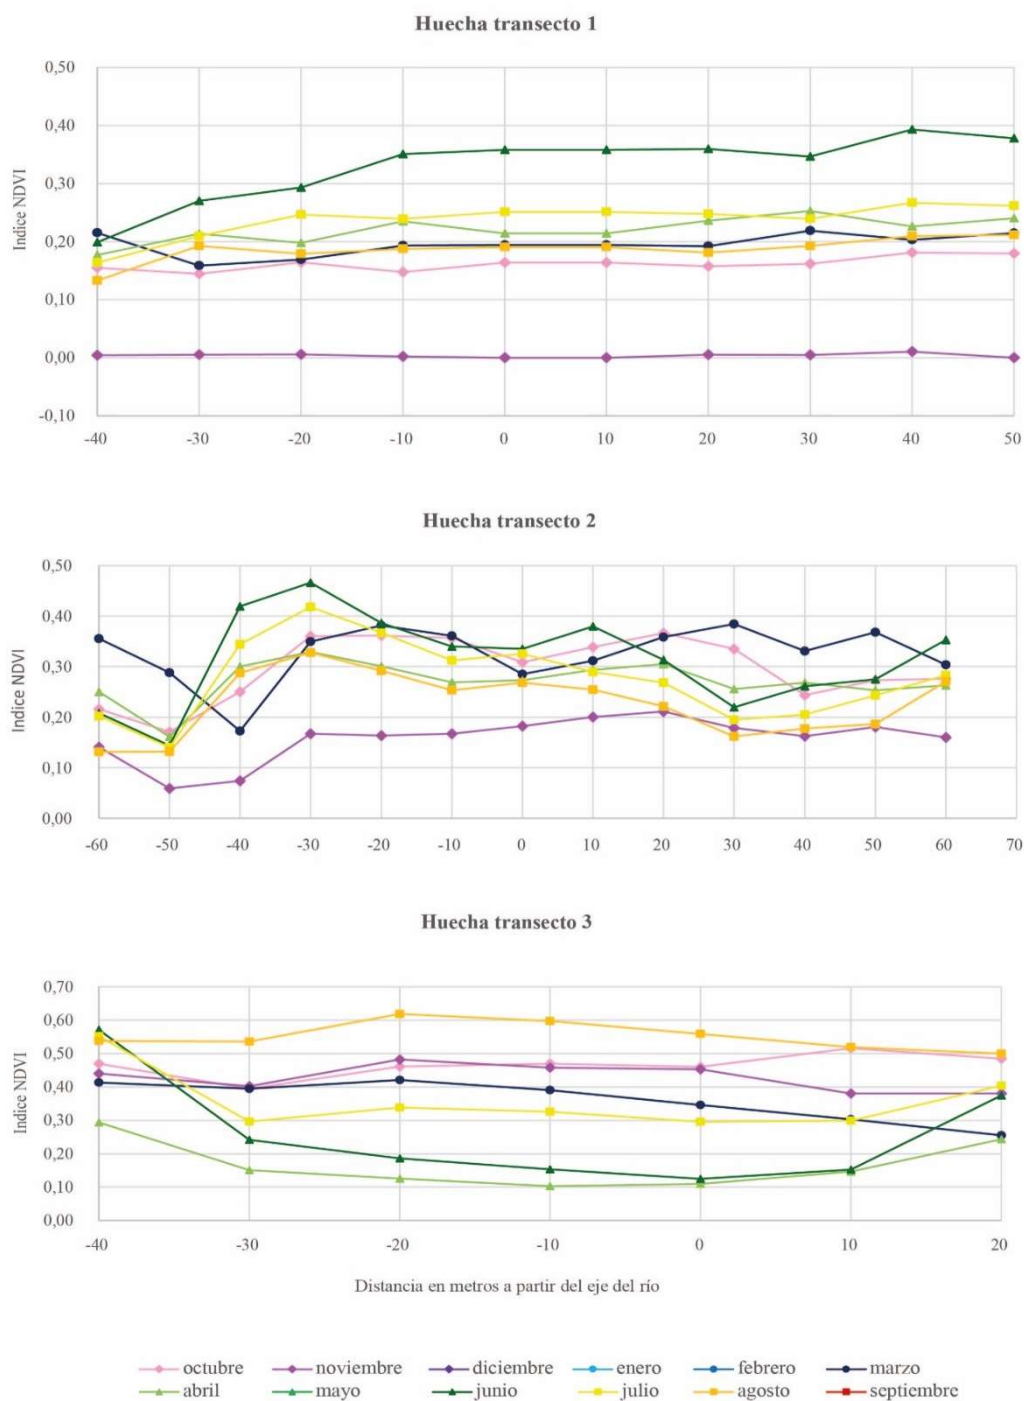 Huecha transecto 1
0,50
0,40
0,30
0,20
0,10
0,00
-0,10
Indice NDVI
-40 -30 -20 -10 0 10 20 30 40 50
Huecha transecto 2
0,50
0,40
0,30
0,20
0,10
0,00
Indice NDVI
-60 -50 -40 -30 -20 -10 0 10 20 30 40 50 60 70
Huecha transecto 3
0,70
0,60
0,50
0,40
0,30
0,20
0,10
0,00
Indice NDVI
-40 -30 -20 -10 0 10 20
Distancia en metros a partir del eje del río
octubre noviembre diciembre enero febrero marzo
abril mayo junio julio agosto septiembre